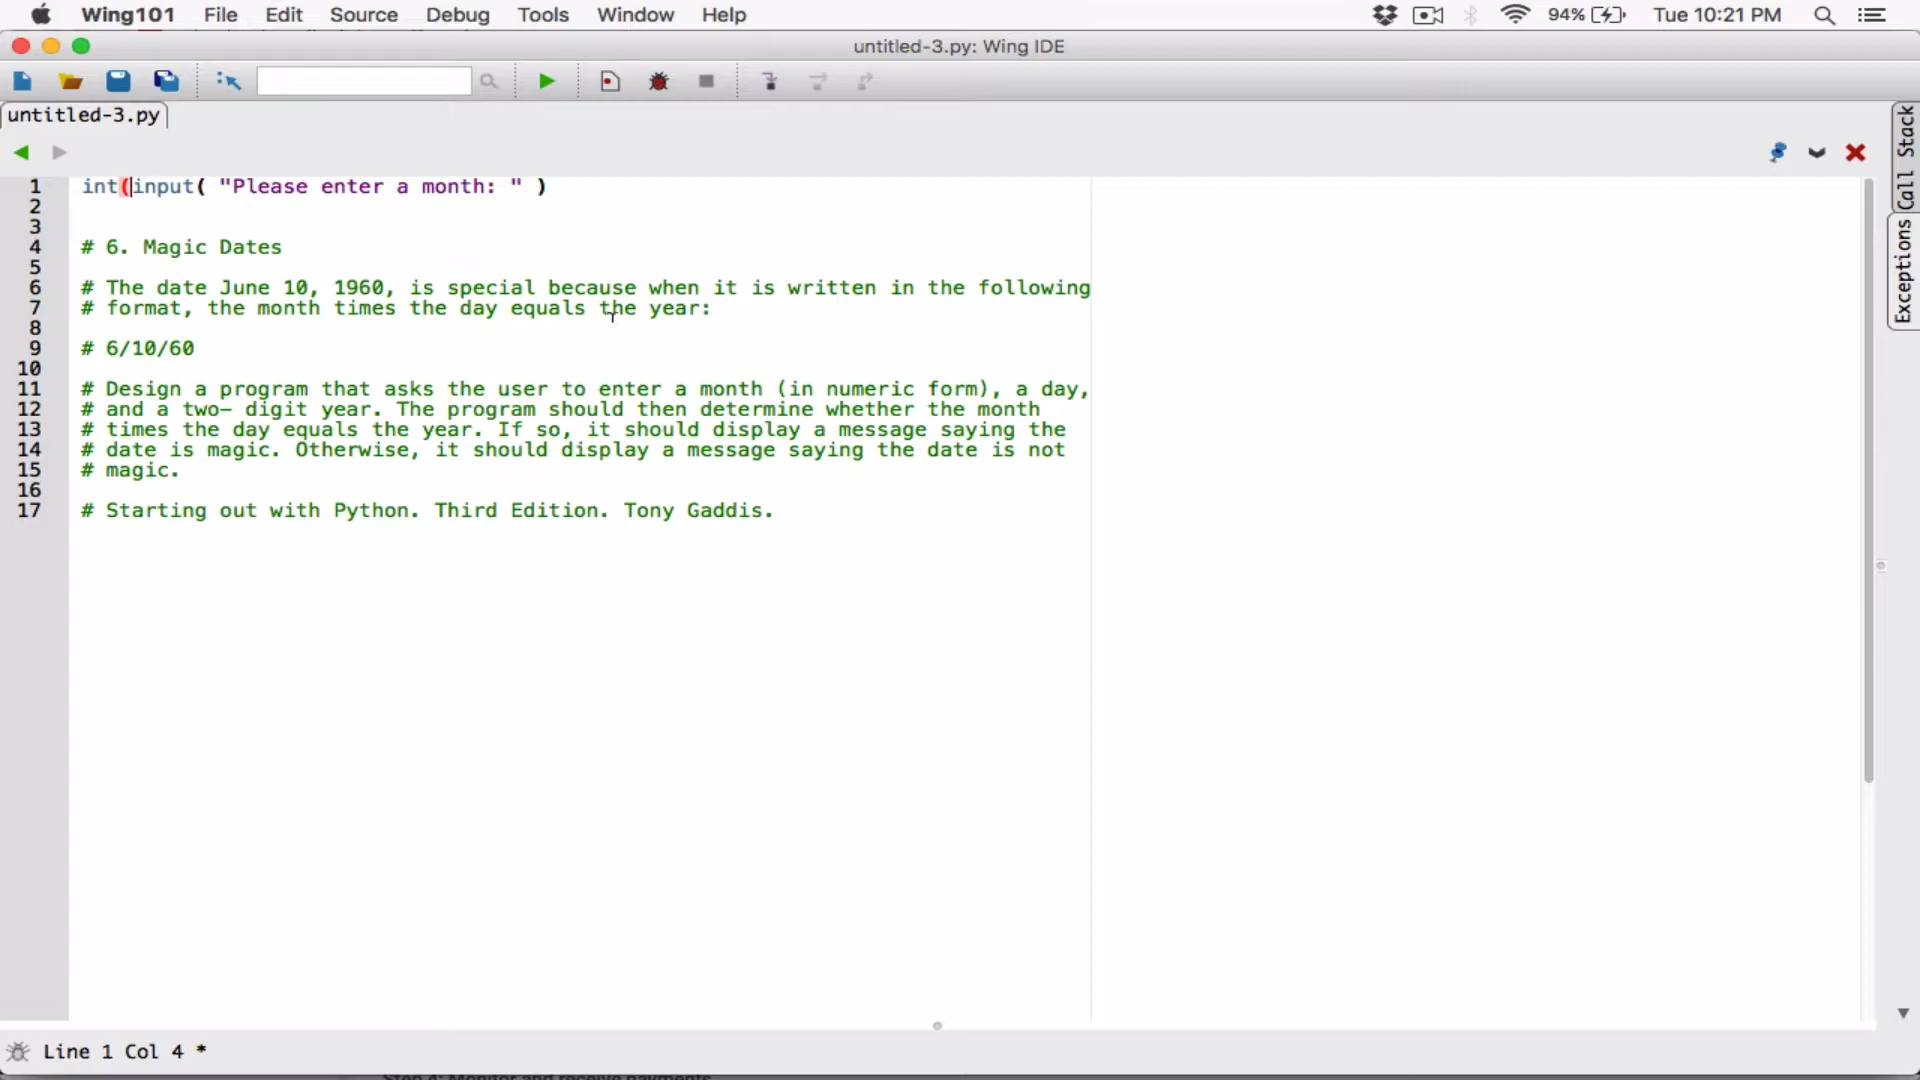 Wing101 File Edit Source Debug Tools Window Help 94% Tue 10:21 PM
untitled-3.py: Wing IDE
untitled-3.py
1 int(input( "Please enter a month: " )
2
3
4 # 6. Magic Dates
5
6 # The date June 10, 1960, is special because when it is written in the following
7 # format, the month times the day equals the year:
8
9 # 6/10/60
10
11 # Design a program that asks the user to enter a month (in numeric form), a day,
12 # and a two- digit year. The program should then determine whether the month
13 # times the day equals the year. If so, it should display a message saying the
14 # date is magic. Otherwise, it should display a message saying the date is not
15 # magic.
16
17 # Starting out with Python. Third Edition. Tony Gaddis.
Call Stack
Exceptions
Line 1 Col 4 *
Step 4: Monitor and receive payments